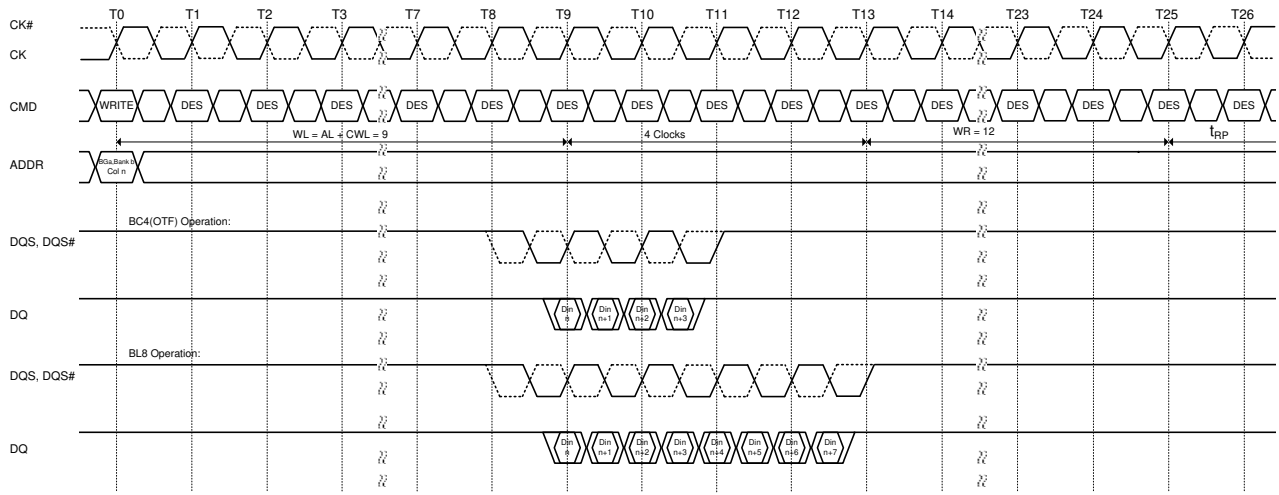 T0 T1 T2 T3 T7 T8 T9 T10 T11 T12 T13 T14 T23 T24 T25 T26
CK#
CK
CMD WRITE DES DES DES DES DES DES DES DES DES DES DES DES DES DES DES
WL = AL + CWL = 9 4 Clocks WR = 12 tRP
ADDR BGa,Bank b
Col n
BC4(OTF) Operation:
DQS, DQS#
DQ Din n Din n+1 Din n+2 Din n+3
BL8 Operation:
DQS, DQS#
DQ Din n Din n+1 Din n+2 Din n+3 Din n+4 Din n+5 Din n+6 Din n+7